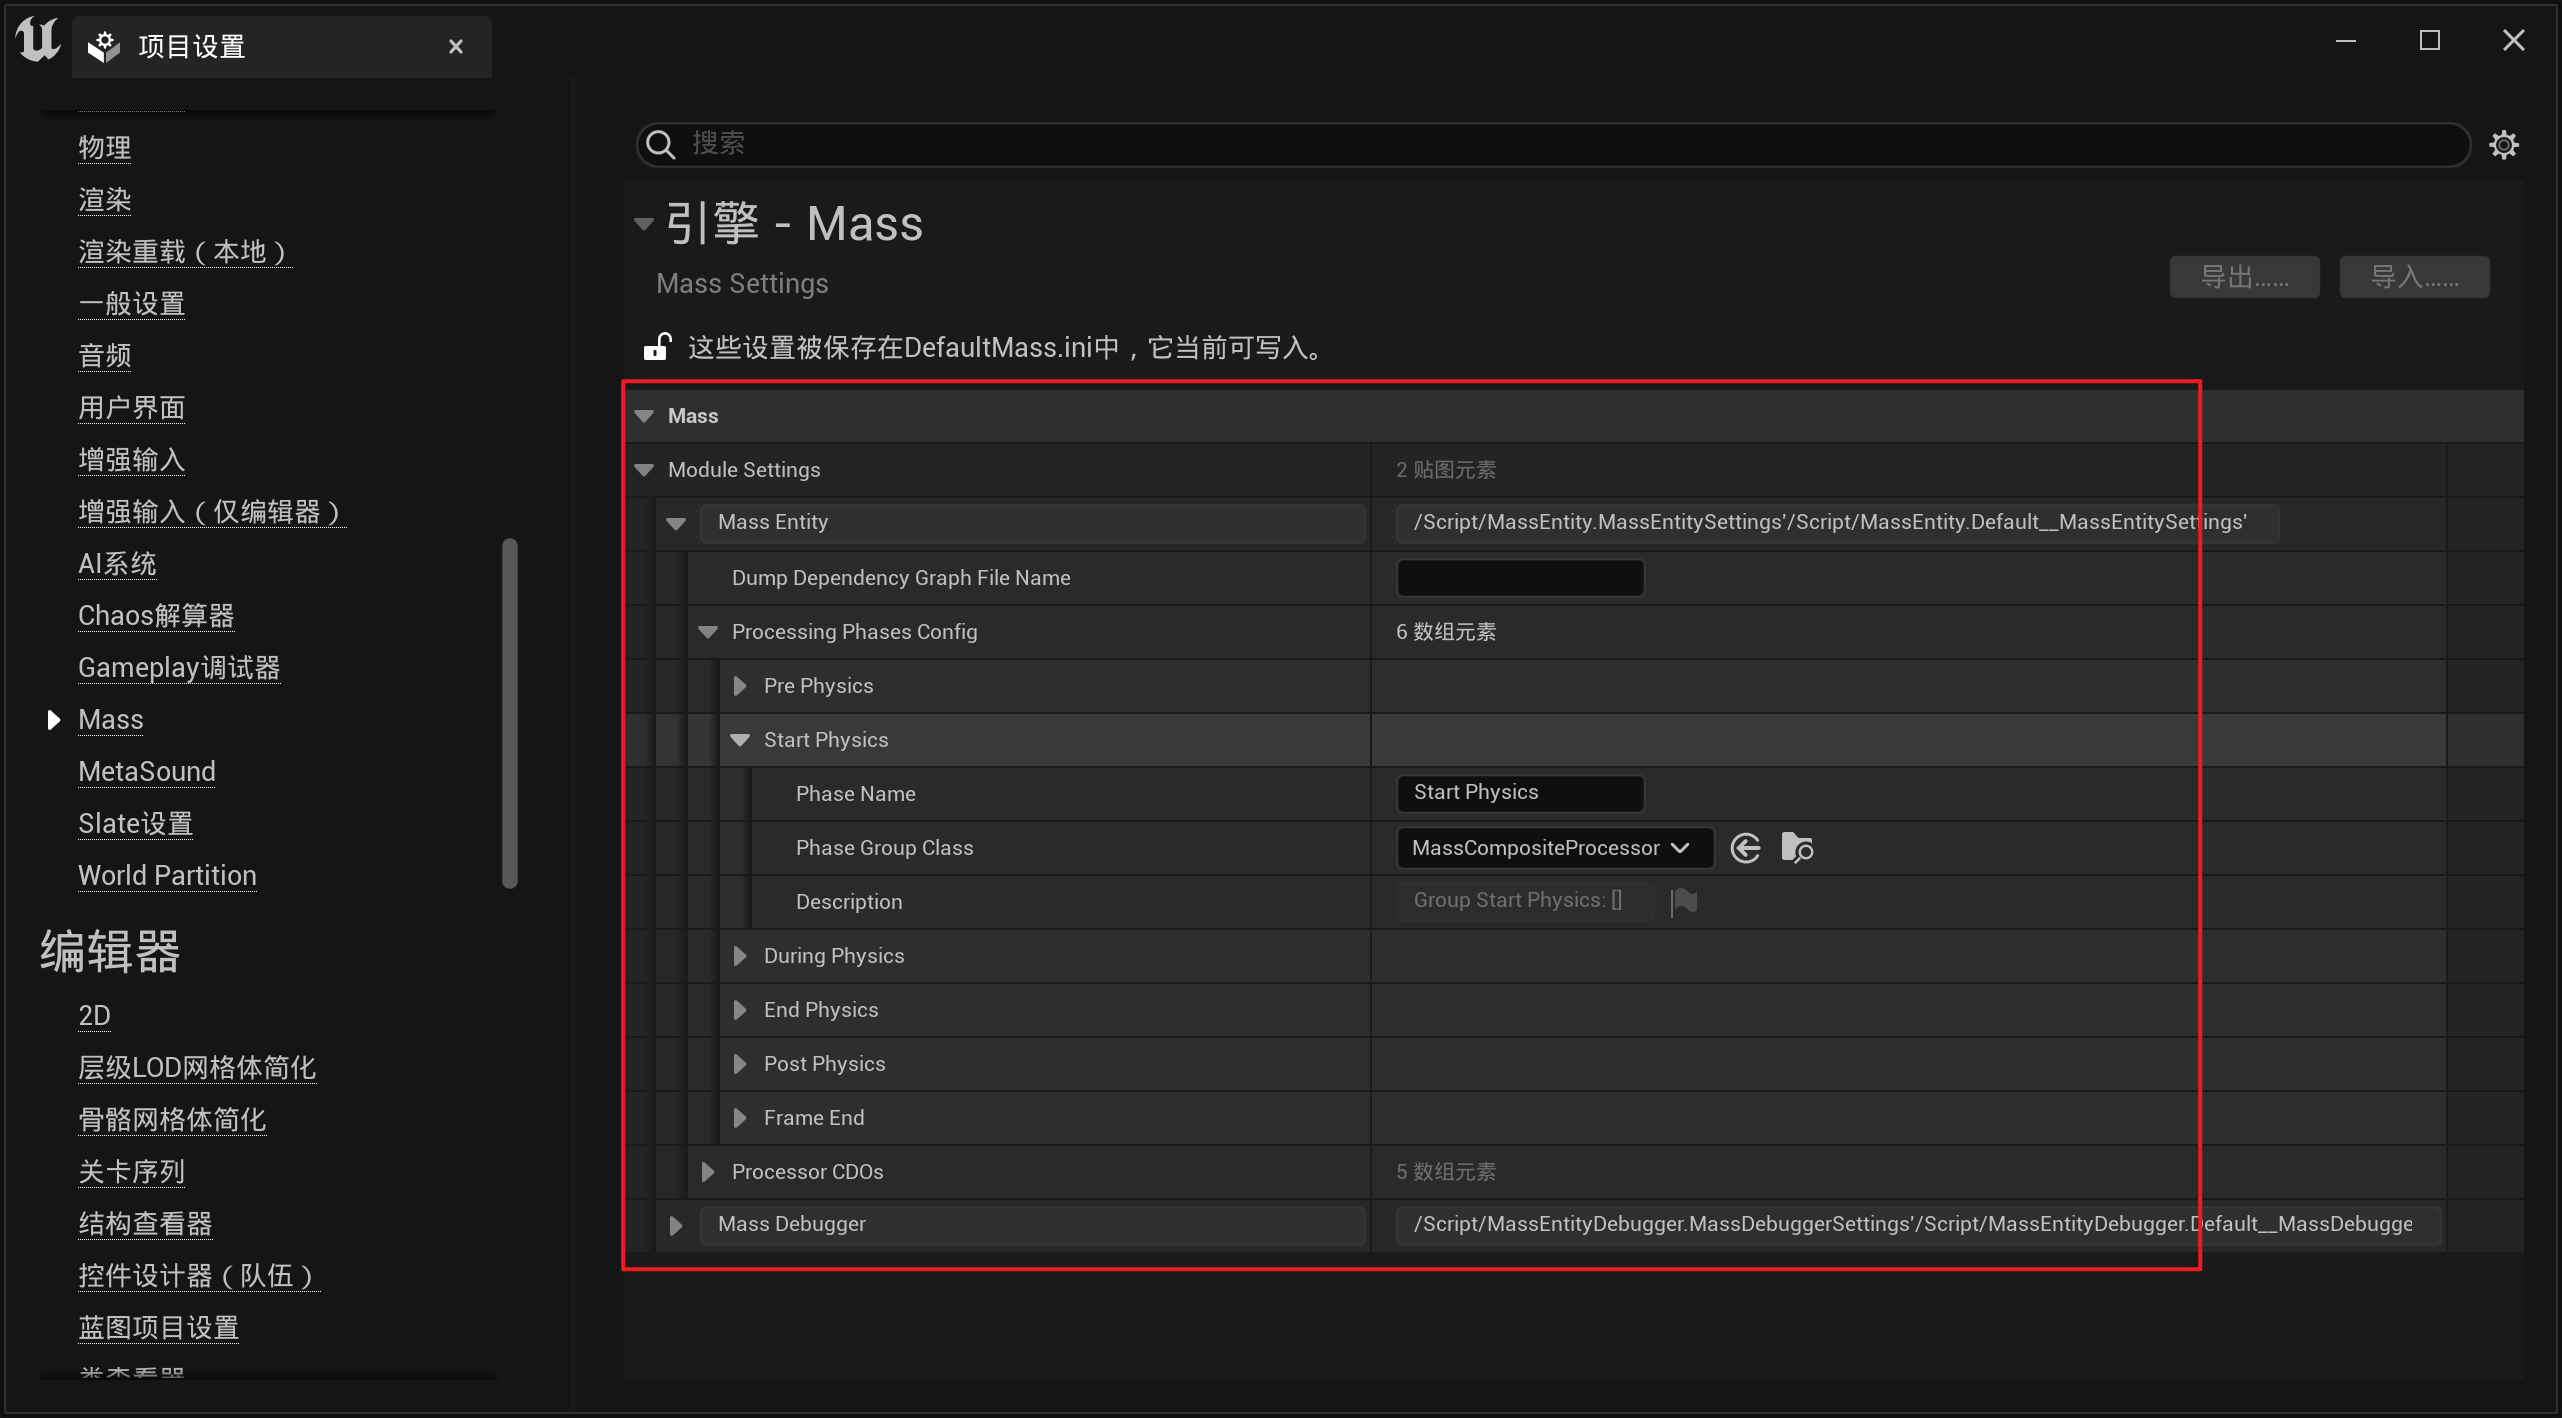 项目设置
物理
渲染
渲染重载（本地）
一般设置
音频
用户界面
增强输入
增强输入（仅编辑器）
AI系统
Chaos解算器
Gameplay调试器
Mass
MetaSound
Slate设置
World Partition
编辑器
2D
层级LOD网格体简化
骨骼网格体简化
关卡序列
结构查看器
控件设计器（队伍）
蓝图项目设置
搜索
引擎 - Mass
Mass Settings
导出...... 导入......
这些设置被保存在DefaultMass.ini中，它当前可写入。
Mass
Module Settings 2 贴图元素
Mass Entity /Script/MassEntity.MassEntitySettings'/Script/MassEntity.Default__MassEntitySettings'
Dump Dependency Graph File Name
Processing Phases Config 6 数组元素
Pre Physics
Start Physics
Phase Name Start Physics
Phase Group Class MassCompositeProcessor
Description Group Start Physics: []
During Physics
End Physics
Post Physics
Frame End
Processor CDOs 5 数组元素
Mass Debugger /Script/MassEntityDebugger.MassDebuggerSettings'/Script/MassEntityDebugger.Default__MassDebugge